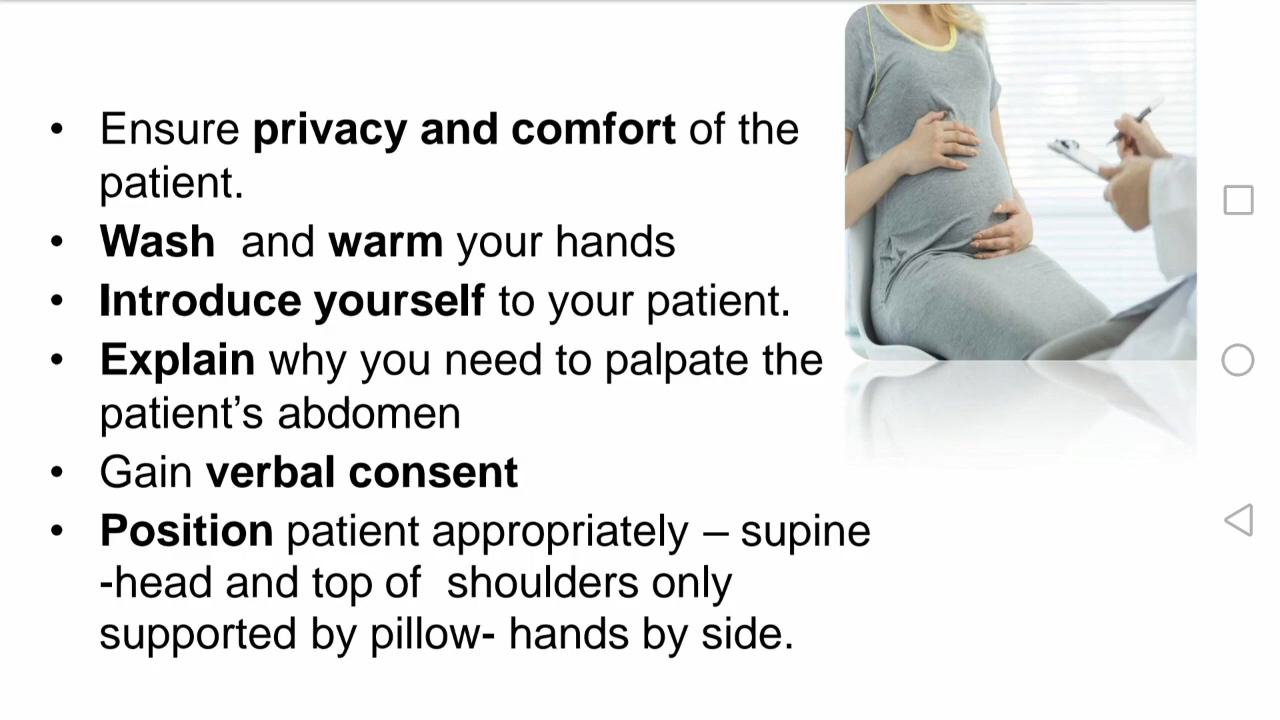 • Ensure privacy and comfort of the
patient.
• Wash  and warm your hands
• Introduce yourself to your patient.
• Explain why you need to palpate the
patient’s abdomen
• Gain verbal consent
• Position patient appropriately – supine
-head and top of  shoulders only
supported by pillow- hands by side.